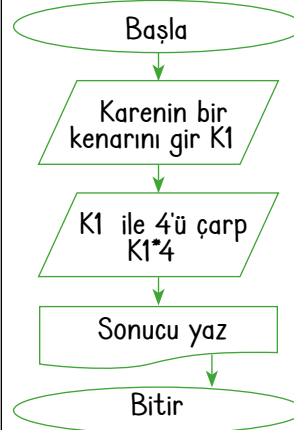 Başla
Karenin bir
kenarını gir K1
K1 ile 4'ü çarp
K1*4
Sonucu yaz
Bitir